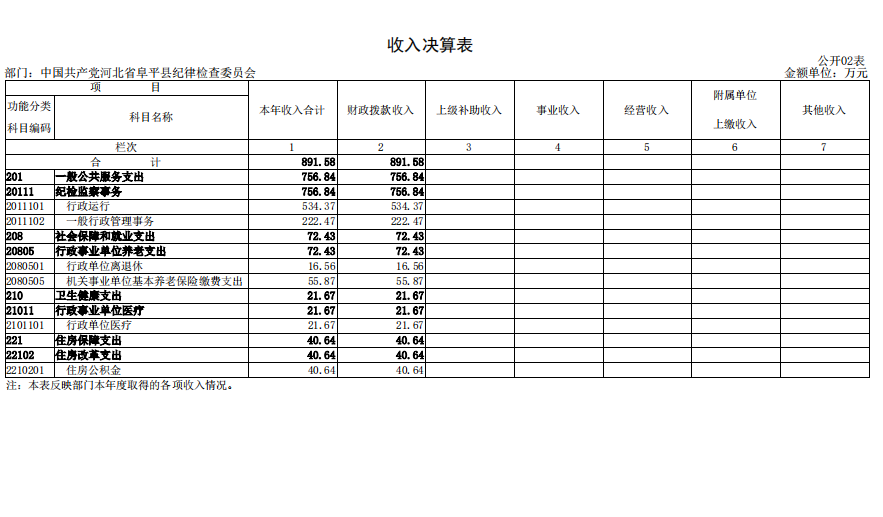 收入决算表
公开02表
部门：中国共产党河北省阜平县纪律检查委员会 金额单位：万元
项 目 本年收入合计 财政拨款收入 上级补助收入 事业收入 经营收入 附属单位上缴收入 其他收入
功能分类科目编码 科目名称
栏次 1 2 3 4 5 6 7
合 计 891.58 891.58
201 一般公共服务支出 756.84 756.84
20111 纪检监察事务 756.84 756.84
2011101 行政运行 534.37 534.37
2011102 一般行政管理事务 222.47 222.47
208 社会保障和就业支出 72.43 72.43
20805 行政事业单位养老支出 72.43 72.43
2080501 行政单位离退休 16.56 16.56
2080505 机关事业单位基本养老保险缴费支出 55.87 55.87
210 卫生健康支出 21.67 21.67
21011 行政事业单位医疗 21.67 21.67
2101101 行政单位医疗 21.67 21.67
221 住房保障支出 40.64 40.64
22102 住房改革支出 40.64 40.64
2210201 住房公积金 40.64 40.64
注：本表反映部门本年度取得的各项收入情况。